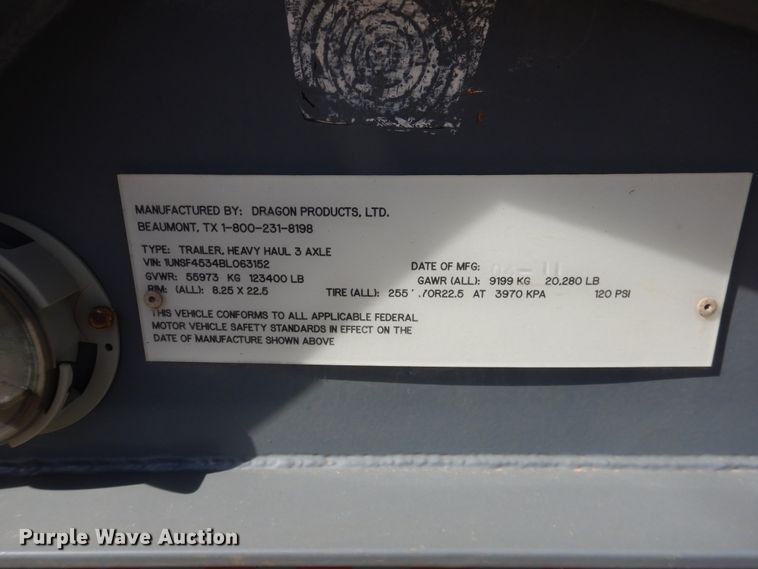 MANUFACTURED BY: DRAGON PRODUCTS, LTD.
BEAUMONT, TX 1-800-231-8198
TYPE: TRAILER, HEAVY HAUL 3 AXLE
VIN: 1UNSF4534BL063152 DATE OF MFG:
GVWR: 55973 KG 123400 LB GAWR (ALL): 9199 KG 20,280 LB
RIM: (ALL): 8.25 X 22.5 TIRE (ALL): 255 70R22.5 AT 3970 KPA 120 PSI
THIS VEHICLE CONFORMS TO ALL APPLICABLE FEDERAL
MOTOR VEHICLE SAFETY STANDARDS IN EFFECT ON THE
DATE OF MANUFACTURE SHOWN ABOVE
Purple Wave Auction